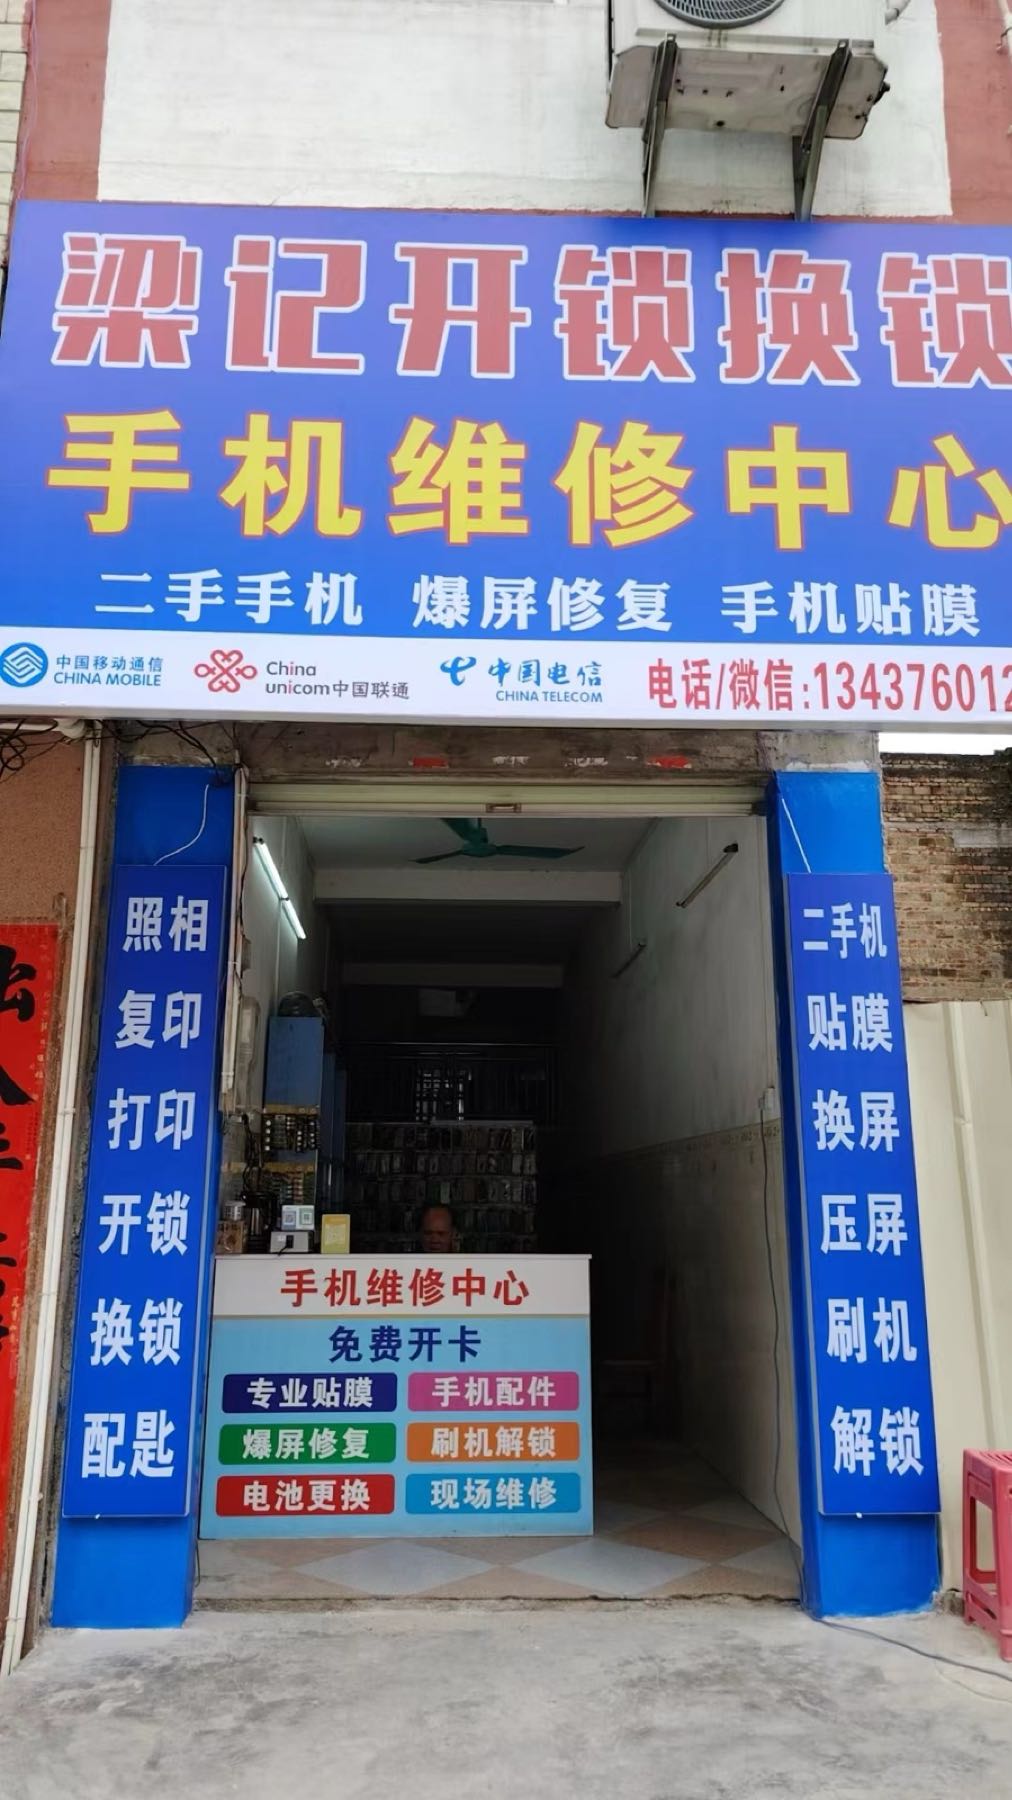 梁记开锁换锁
手机维修中心
二手手机 爆屏修复 手机贴膜
中国移动通信
CHINA MOBILE
China
unicom中国联通
中国电信
CHINA TELECOM
电话/微信:134376012
照相
复印
打印
开锁
换锁
配匙
二手机
贴膜
换屏
压屏
刷机
解锁
手机维修中心
免费开卡
专业贴膜 手机配件
爆屏修复 刷机解锁
电池更换 现场维修